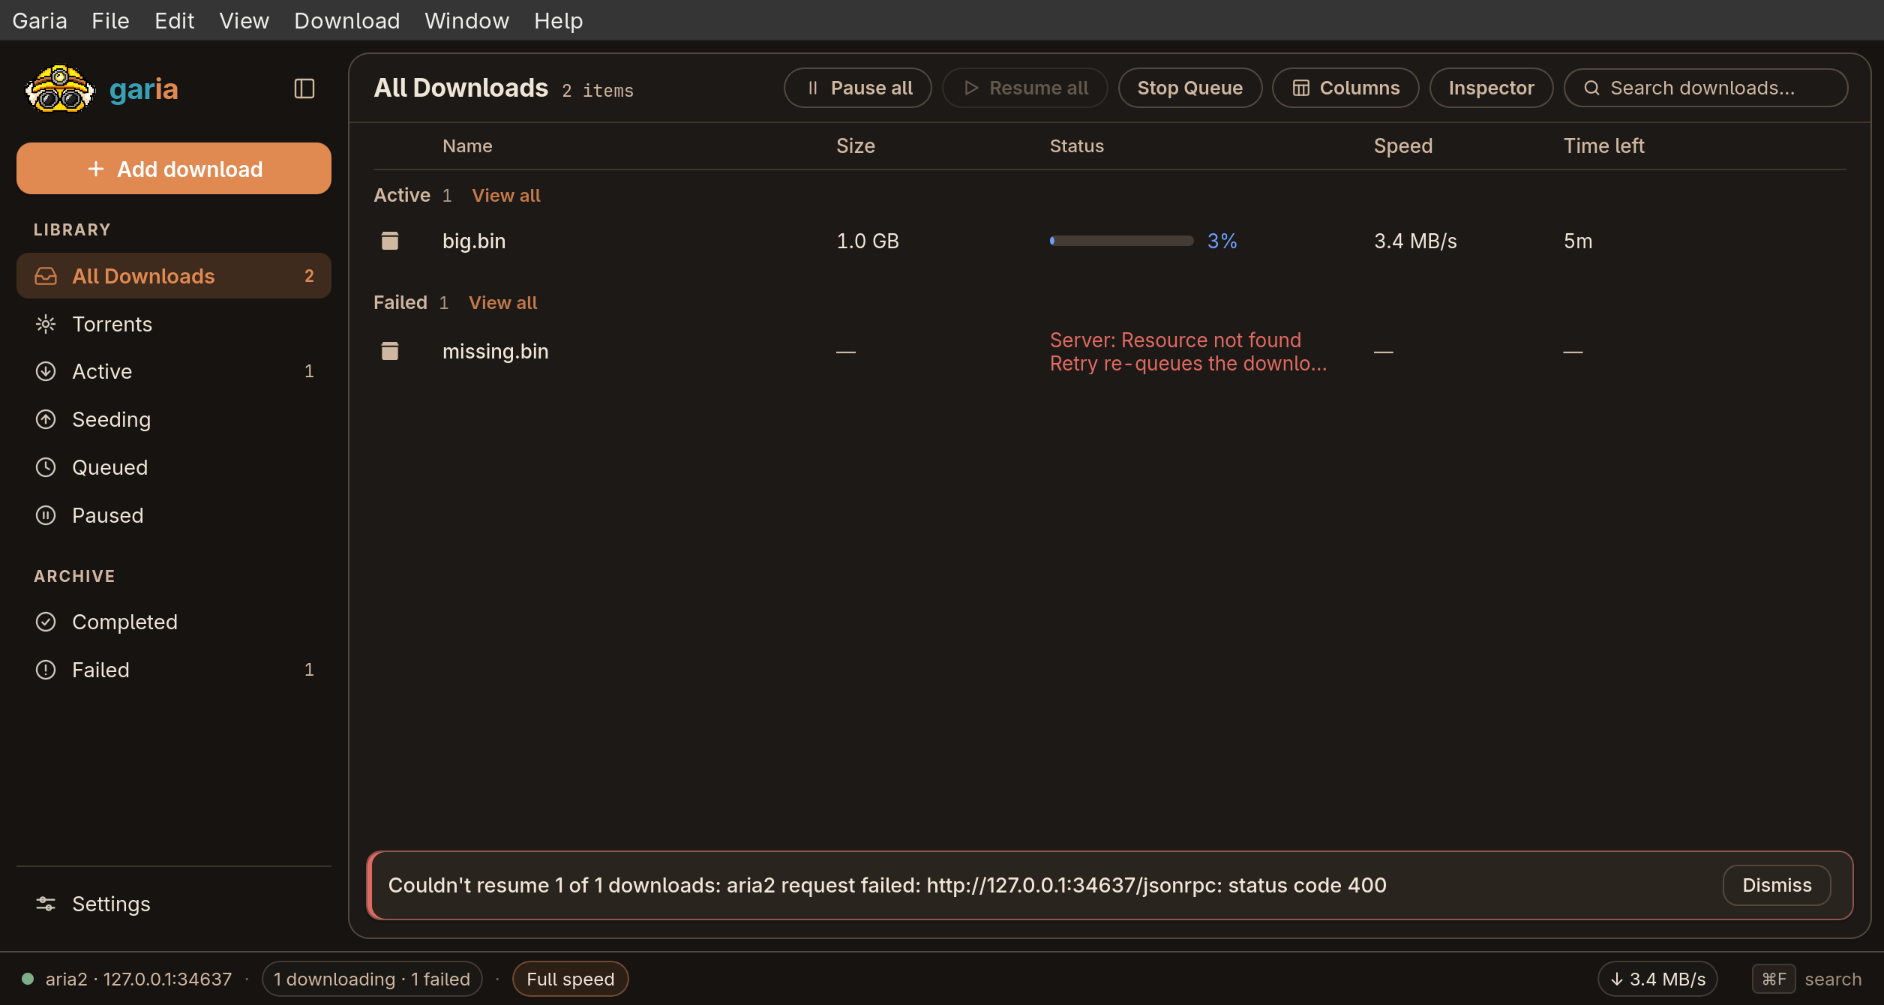 Garia File Edit View Download Window Help
garia
All Downloads 2 items Pause all Resume all Stop Queue Columns Inspector Search downloads...
+ Add download
Name Size Status Speed Time left
Active 1 View all
big.bin 1.0 GB 3% 3.4 MB/s 5m
Failed 1 View all
missing.bin — Server: Resource not found — —
Retry re-queues the downlo...
LIBRARY
All Downloads 2
Torrents
Active 1
Seeding
Queued
Paused
ARCHIVE
Completed
Failed 1
Settings
Couldn't resume 1 of 1 downloads: aria2 request failed: http://127.0.0.1:34637/jsonrpc: status code 400 Dismiss
aria2 · 127.0.0.1:34637 · 1 downloading · 1 failed · Full speed ↓ 3.4 MB/s ⌘F search